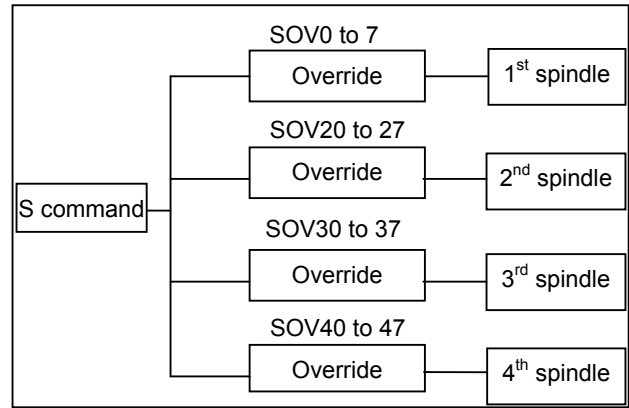 SOV0 to 7
Override
1st spindle
SOV20 to 27
Override
2nd spindle
S command
SOV30 to 37
Override
3rd spindle
SOV40 to 47
Override
4th spindle